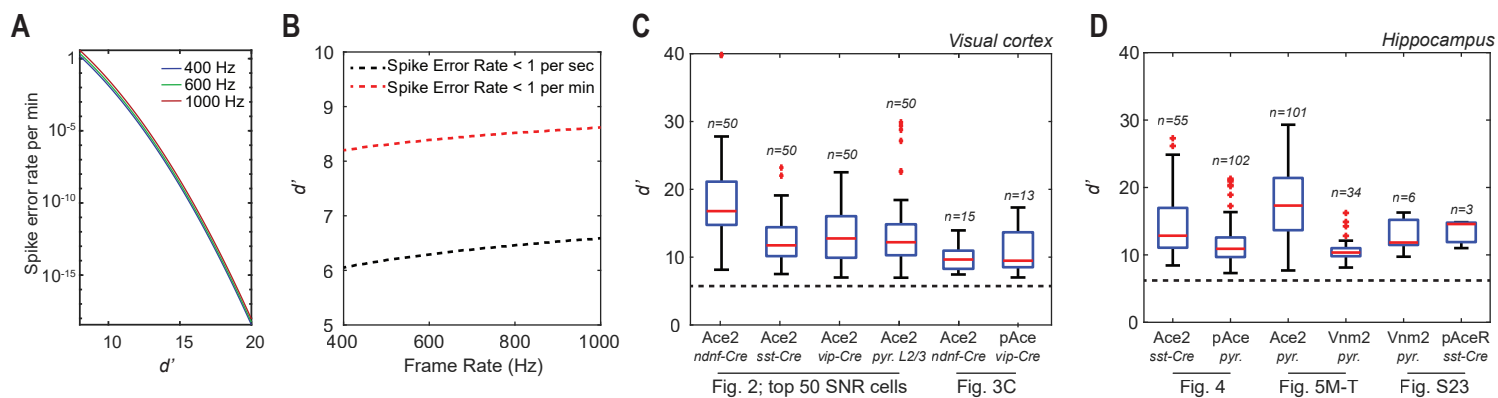 A
Spike error rate per min
1
10-5
10-10
10-15
400 Hz
600 Hz
1000 Hz
10
15
20
d'
B
d'
10
9
8
7
6
5
Spike Error Rate < 1 per sec
Spike Error Rate < 1 per min
400
600
800
1000
Frame Rate (Hz)
C
Visual cortex
d'
40
30
20
10
0
n=50
n=50
n=50
n=50
n=15
n=13
Ace2 Ace2 Ace2 Ace2 Ace2 pAce
ndnf-Cre sst-Cre vip-Cre pyr. L2/3 ndnf-Cre vip-Cre
Fig. 2; top 50 SNR cells Fig. 3C
D
Hippocampus
d'
40
30
20
10
0
n=55
n=102
n=101
n=34
n=6
n=3
Ace2 pAce Ace2 Vnm2 Vnm2 pAceR
sst-Cre pyr. pyr. pyr. pyr. sst-Cre
Fig. 4 Fig. 5M-T Fig. S23